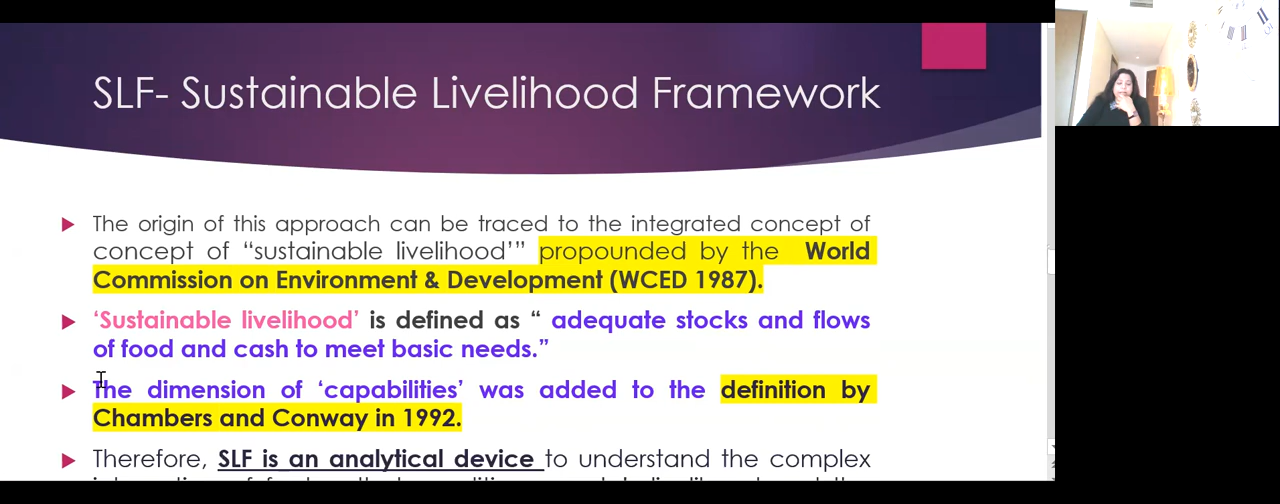 SLF- Sustainable Livelihood Framework
The origin of this approach can be traced to the integrated concept of
concept of “sustainable livelihood’” propounded by the World
Commission on Environment & Development (WCED 1987).
‘Sustainable livelihood’ is defined as “ adequate stocks and flows
of food and cash to meet basic needs.”
The dimension of ‘capabilities’ was added to the definition by
Chambers and Conway in 1992.
Therefore, SLF is an analytical device to understand the complex